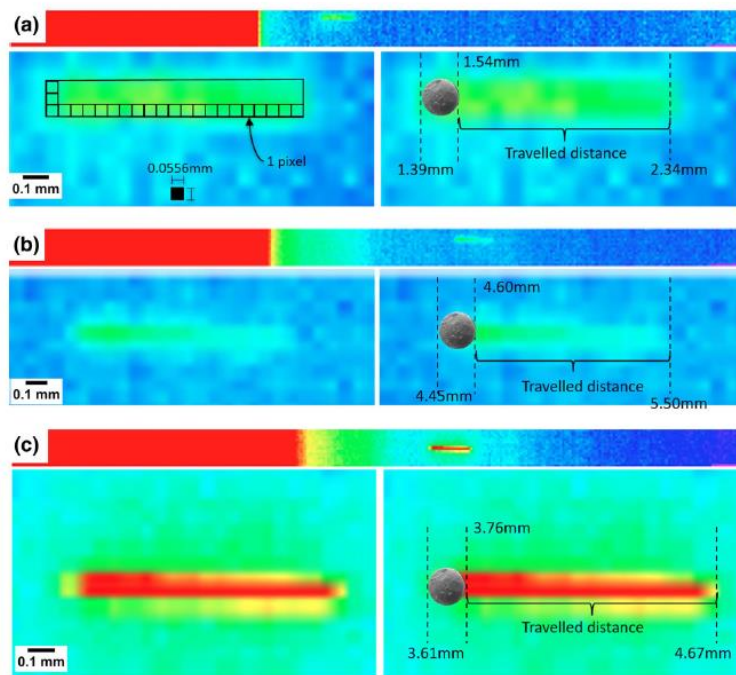 (a)
1.54mm
1 pixel
0.0556mm
0.1 mm
Travelled distance
1.39mm
2.34mm
(b)
4.60mm
0.1 mm
Travelled distance
4.45mm
5.50mm
(c)
3.76mm
0.1 mm
Travelled distance
3.61mm
4.67mm